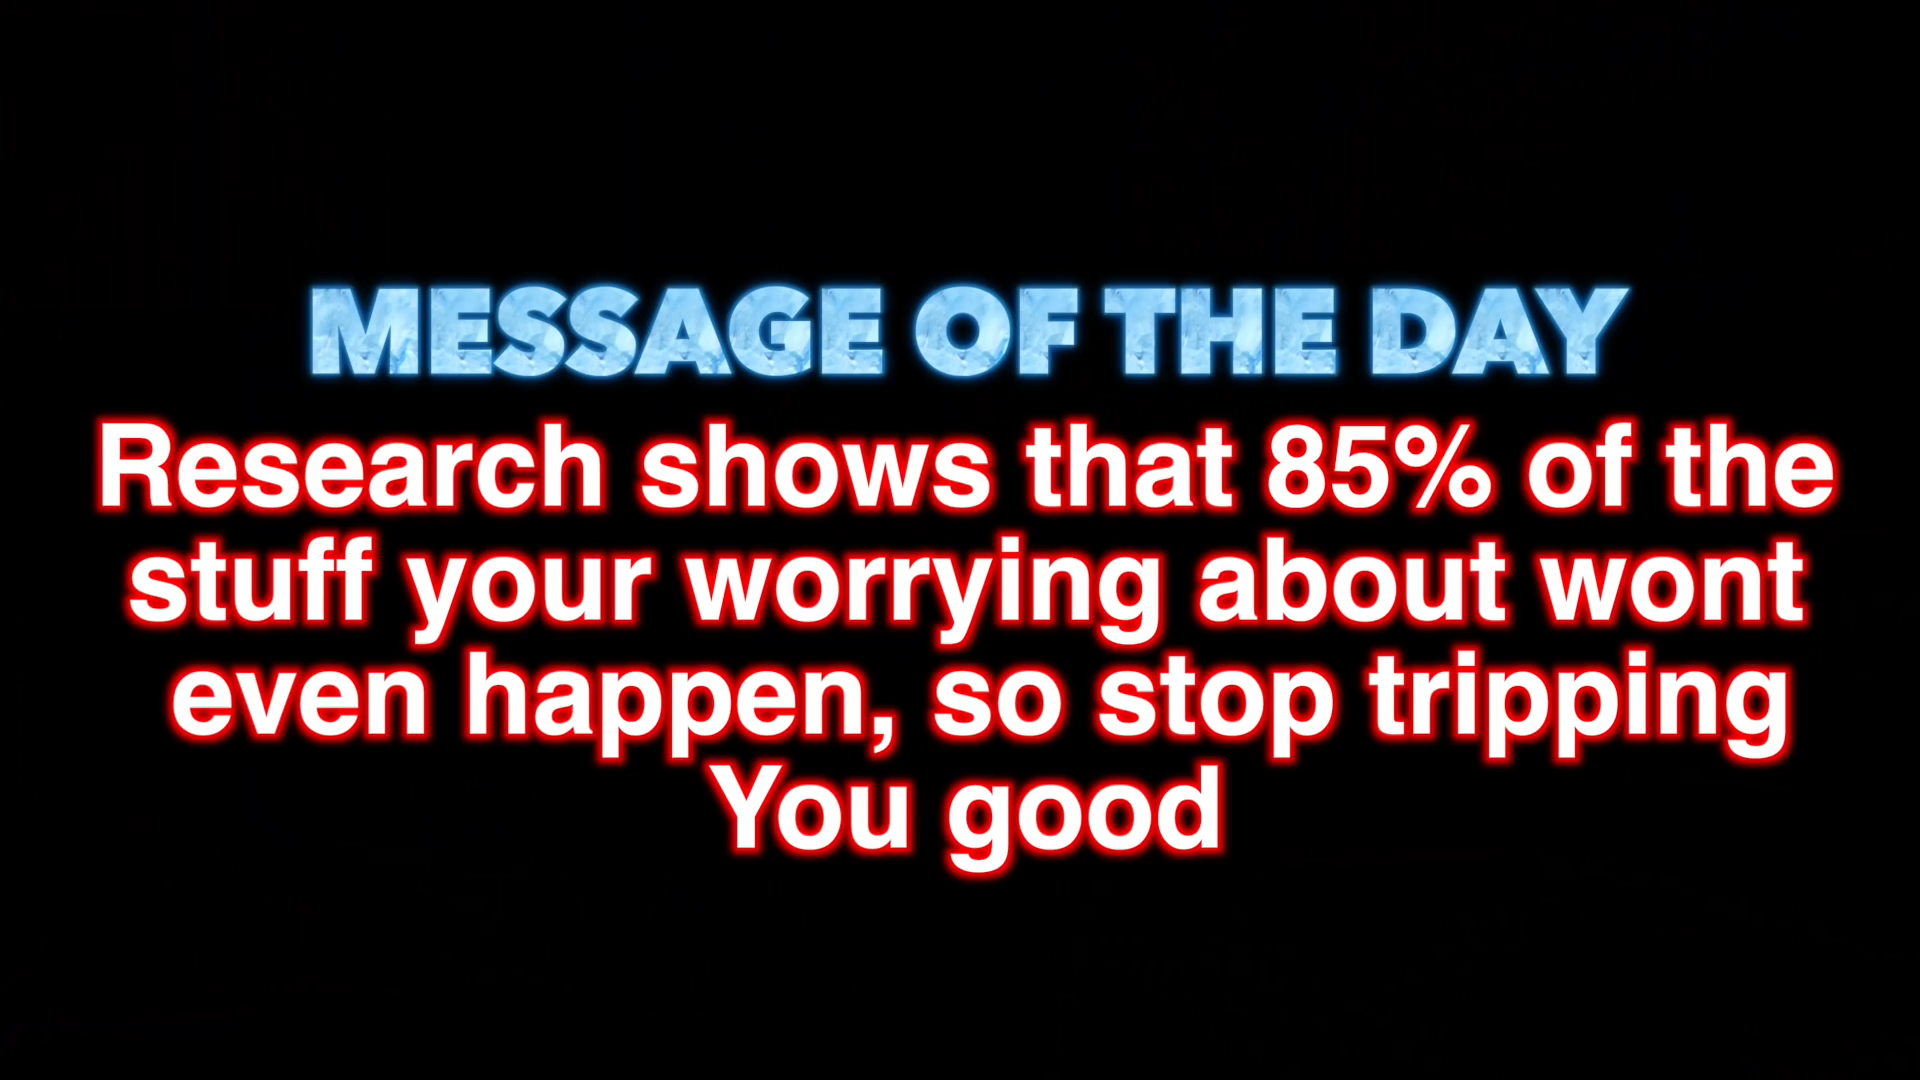 MESSAGE OF THE DAY
Research shows that 85% of the
stuff your worrying about wont
even happen, so stop tripping
You good